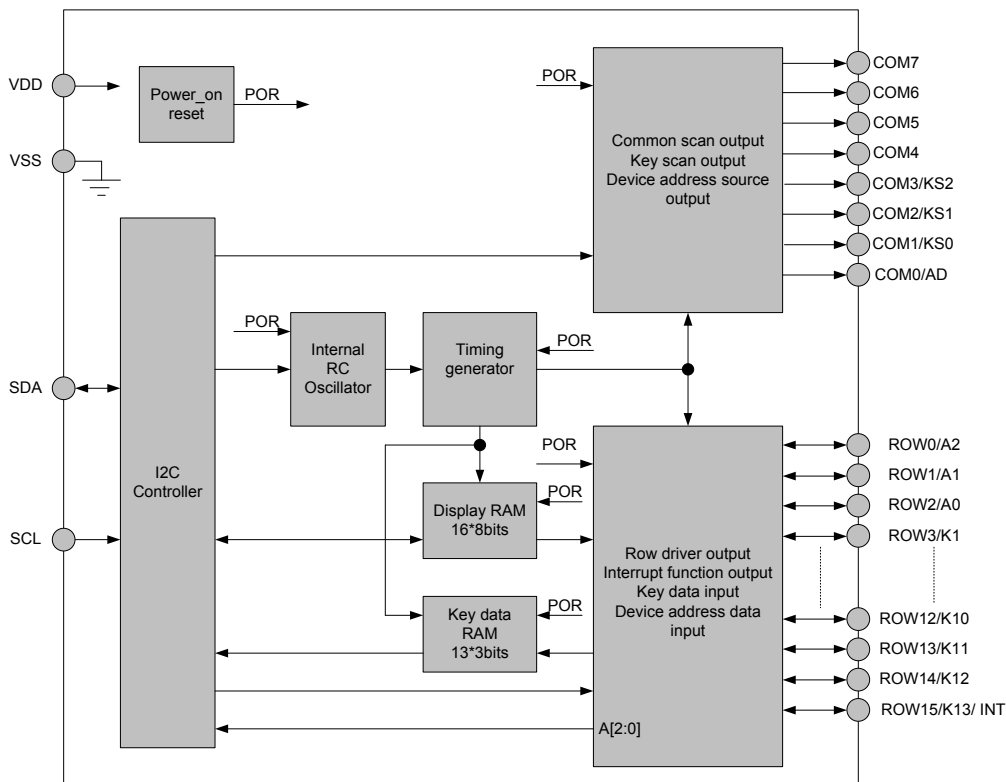 VDD
VSS
SDA
SCL
Power_on
reset
POR
POR
Common scan output
Key scan output
Device address source
output
COM7
COM6
COM5
COM4
COM3/KS2
COM2/KS1
COM1/KS0
COM0/AD
I2C
Controller
POR
Internal
RC
Oscillator
Timing
generator
POR
POR
Display RAM
16*8bits
POR
Key data
RAM
13*3bits
POR
Row driver output
Interrupt function output
Key data input
Device address data
input
A[2:0]
ROW0/A2
ROW1/A1
ROW2/A0
ROW3/K1
ROW12/K10
ROW13/K11
ROW14/K12
ROW15/K13/ INT